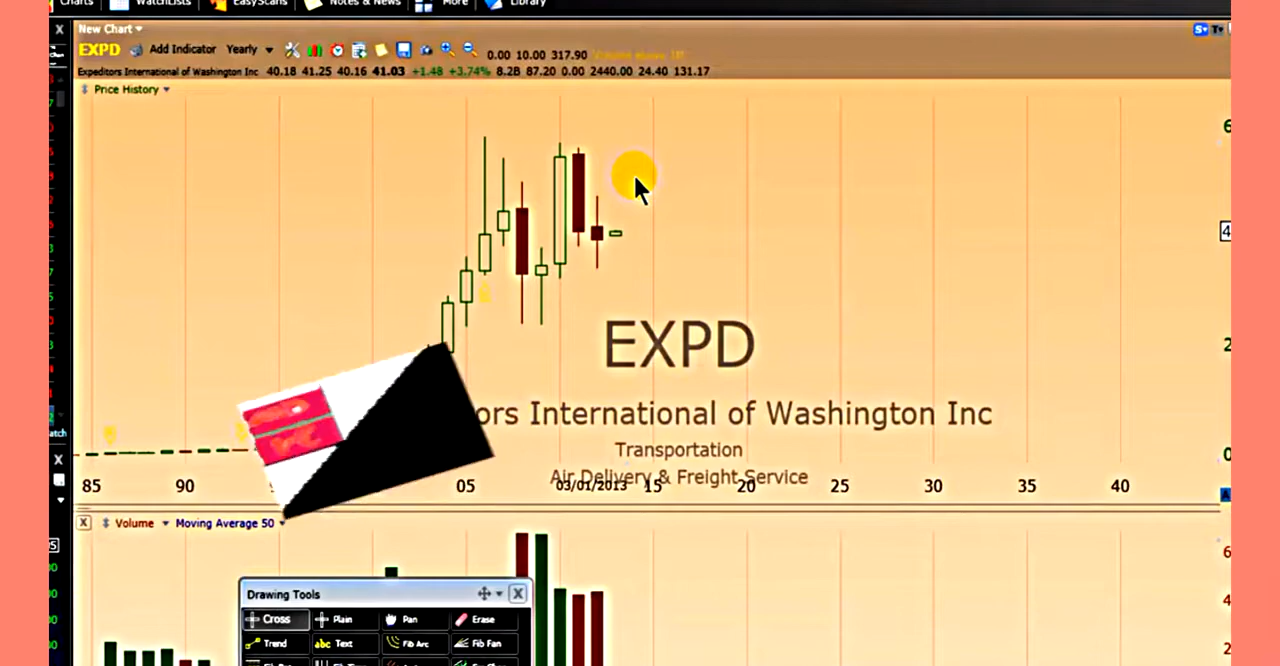 Charts WatchLists EasyScans Notes & News More Library
New Chart
EXPD Add Indicator Yearly 0.00 10.00 317.90
Expeditors International of Washington Inc 40.18 41.25 40.16 41.03 +1.48 +3.74% 8.2B 87.20 0.00 2440.00 24.40 131.17
Price History
EXPD
ors International of Washington Inc
Transportation
Air Delivery & Freight Service
85 90 05 03/01/2013 15 20 25 30 35 40
Volume Moving Average 50
Drawing Tools
Cross Plain Pan Erase
Trend abc Text Fib Arc Fib Fan